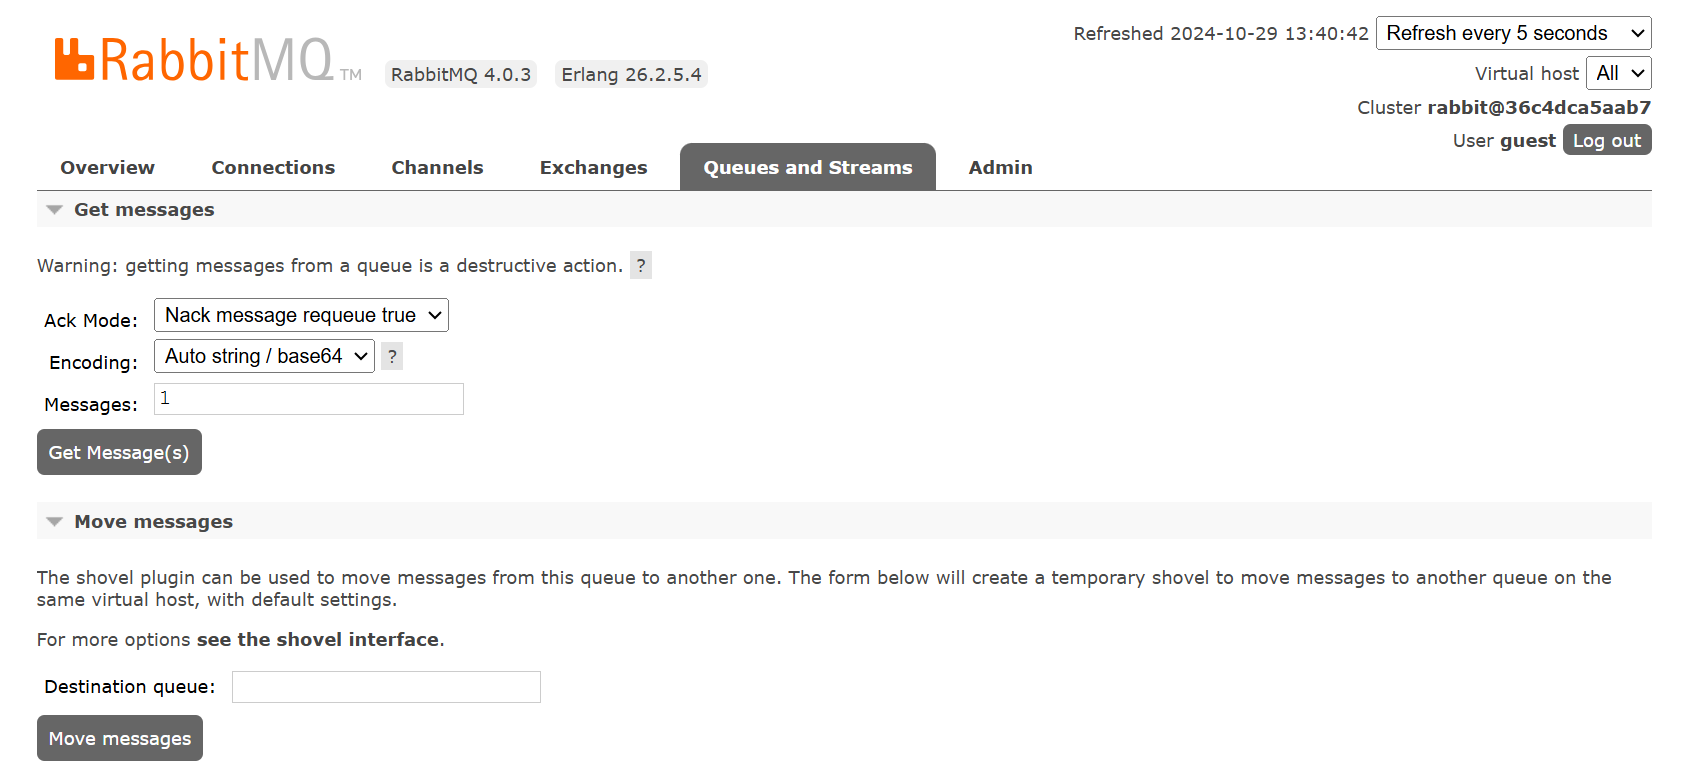 Refreshed 2024-10-29 13:40:42 Refresh every 5 seconds
RabbitMQ TM RabbitMQ 4.0.3 Erlang 26.2.5.4
Virtual host All
Cluster rabbit@36c4dca5aab7
User guest Log out
Overview Connections Channels Exchanges Queues and Streams Admin
Get messages
Warning: getting messages from a queue is a destructive action. ?
Ack Mode: Nack message requeue true
Encoding: Auto string / base64 ?
Messages: 1
Get Message(s)
Move messages
The shovel plugin can be used to move messages from this queue to another one. The form below will create a temporary shovel to move messages to another queue on the
same virtual host, with default settings.
For more options see the shovel interface.
Destination queue:
Move messages